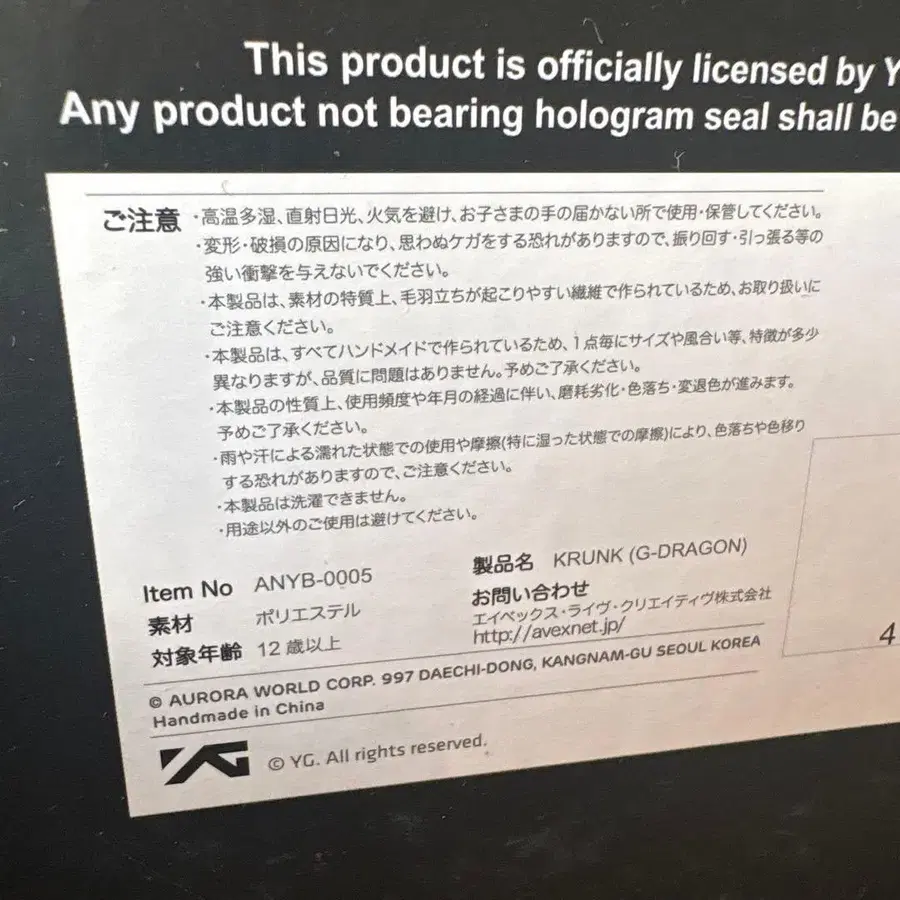 This product is officially licensed by Y
Any product not bearing hologram seal shall be
ご注意 ・高温多湿、直射日光、火気を避け、お子さまの手の届かない所で使用・保管してください。
・変形・破損の原因になり、思わぬケガをする恐れがありますので、振り回す・引っ張る等の
強い衝撃を与えないでください。
・本製品は、素材の特質上、毛羽立ちが起こりやすい繊維で作られているため、お取り扱いに
ご注意ください。
・本製品は、すべてハンドメイドで作られているため、1点毎にサイズや風合い等、特徴が多少
異なりますが、品質に問題はありません。予めご了承ください。
・本製品の性質上、使用頻度や年月の経過に伴い、磨耗劣化・色落ち・変退色が進みます。
予めご了承ください。
・雨や汗による濡れた状態での使用や摩擦(特に湿った状態での摩擦)により、色落ちや色移り
する恐れがありますので、ご注意ください。
・本製品は洗濯できません。
・用途以外のご使用は避けてください。
Item No ANYB-0005
素材 ポリエステル
対象年齢 12歳以上
製品名 KRUNK (G-DRAGON)
お問い合わせ
エイベックス・ライヴ・クリエイティヴ株式会社
http://avexnet.jp/
4
© AURORA WORLD CORP. 997 DAECHI-DONG, KANGNAM-GU SEOUL KOREA
Handmade in China
YG © YG. All rights reserved.